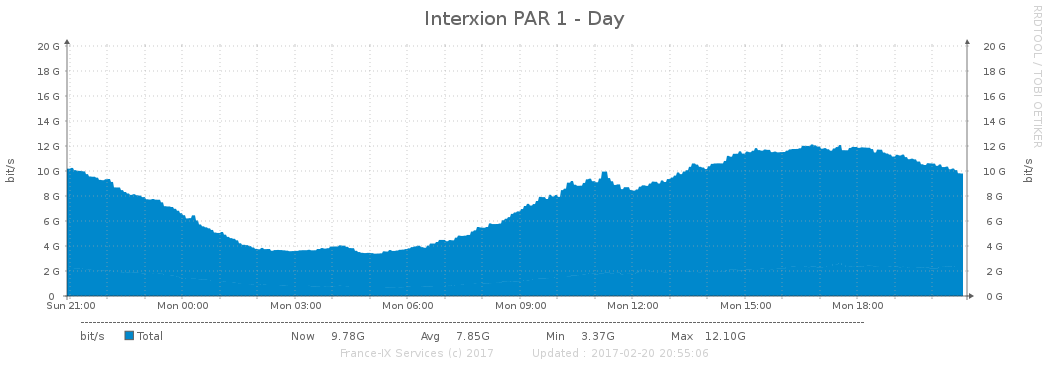 Interxion PAR 1 - Day
RRDTOOL / TOBI OETIKER
bit/s
bit/s
20 G 20 G
18 G 18 G
16 G 16 G
14 G 14 G
12 G 12 G
10 G 10 G
8 G 8 G
6 G 6 G
4 G 4 G
2 G 2 G
0 0 G
Sun 21:00 Mon 00:00 Mon 03:00 Mon 06:00 Mon 09:00 Mon 12:00 Mon 15:00 Mon 18:00
bit/s Total Now 9.78G Avg 7.85G Min 3.37G Max 12.10G
France-IX Services (c) 2017 Updated : 2017-02-20 20:55:06